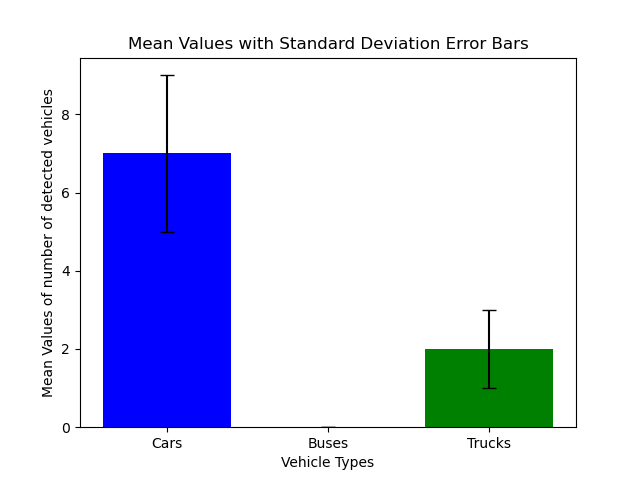 Mean Values with Standard Deviation Error Bars
Mean Values of number of detected vehicles
8
6
4
2
0
Cars Buses Trucks
Vehicle Types